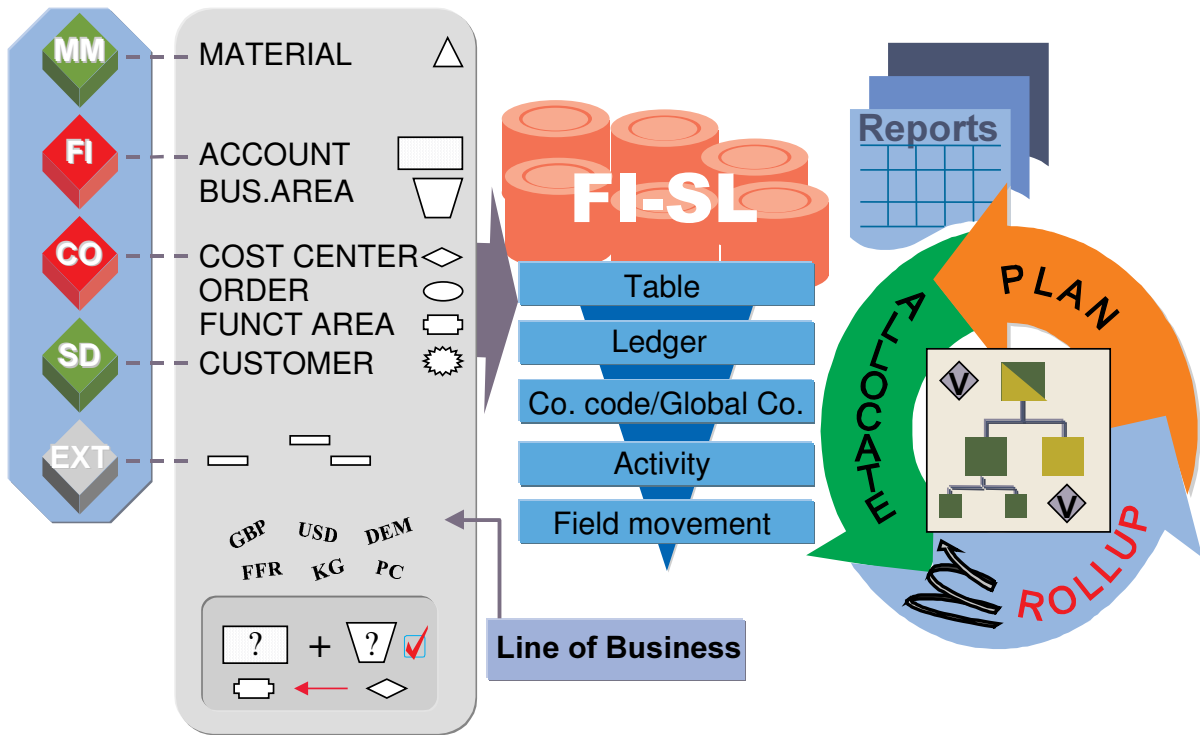 MM
MATERIAL
FI
ACCOUNT
BUS.AREA
CO
COST CENTER
ORDER
FUNCT AREA
SD
CUSTOMER
EXT
GBP USD DEM
FFR KG PC
? + ?
Line of Business
FI-SL
Table
Ledger
Co. code/Global Co.
Activity
Field movement
Reports
PLAN
ALLOCATE
V
V
ROLLUP